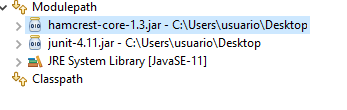 Modulepath
hamcrest-core-1.3.jar - C:\Users\usuario\Desktop
junit-4.11.jar - C:\Users\usuario\Desktop
JRE System Library [JavaSE-11]
Classpath